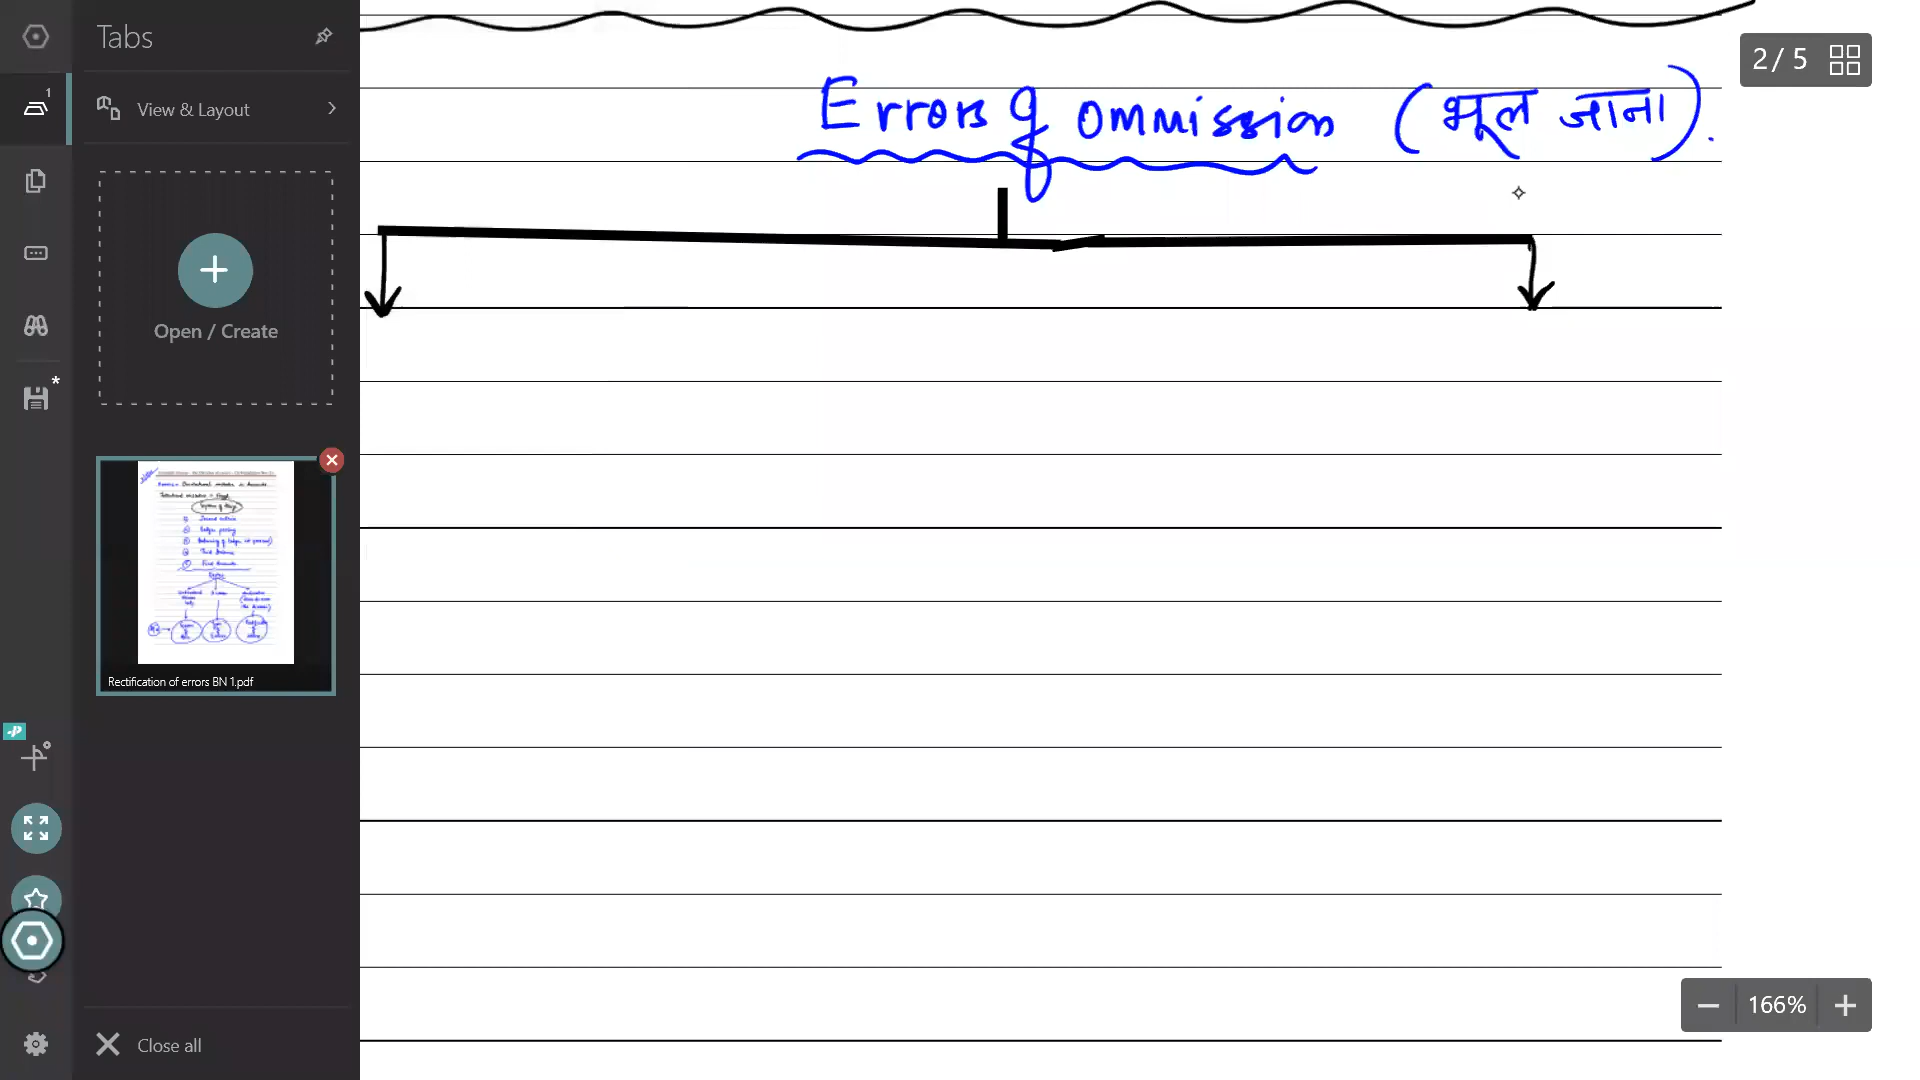 Tabs
1
View & Layout
Open / Create
Rectification of errors BN 1.pdf
Close all
Errors of ommission (भूल जाना).
2 / 5
166%